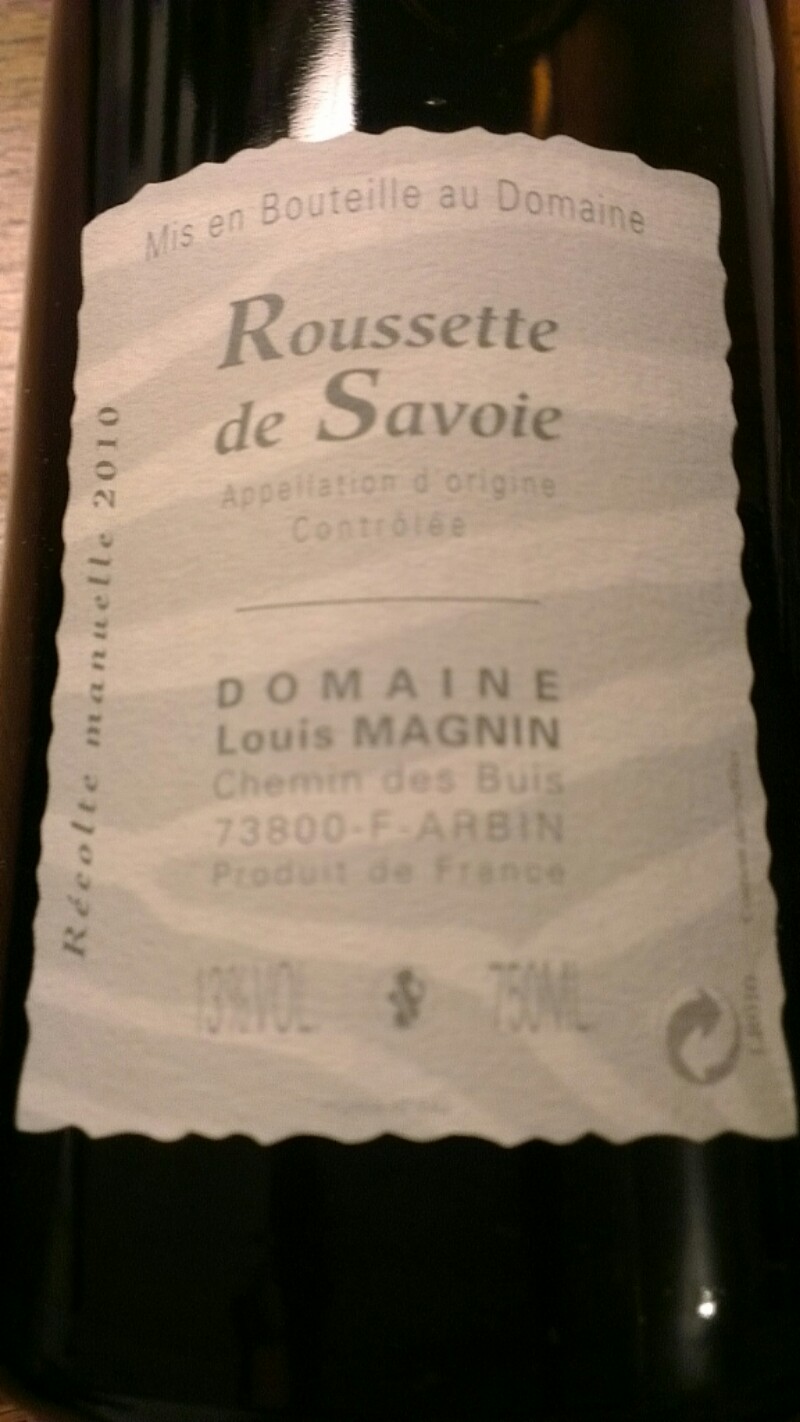 Mis en Bouteille au Domaine
Roussette
de Savoie
Appellation d'origine
Contrôlée
Récolte manuelle 2010
DOMAINE
Louis MAGNIN
Chemin des Buis
73800-F-ARBIN
Produit de France
13%VOL 750ML